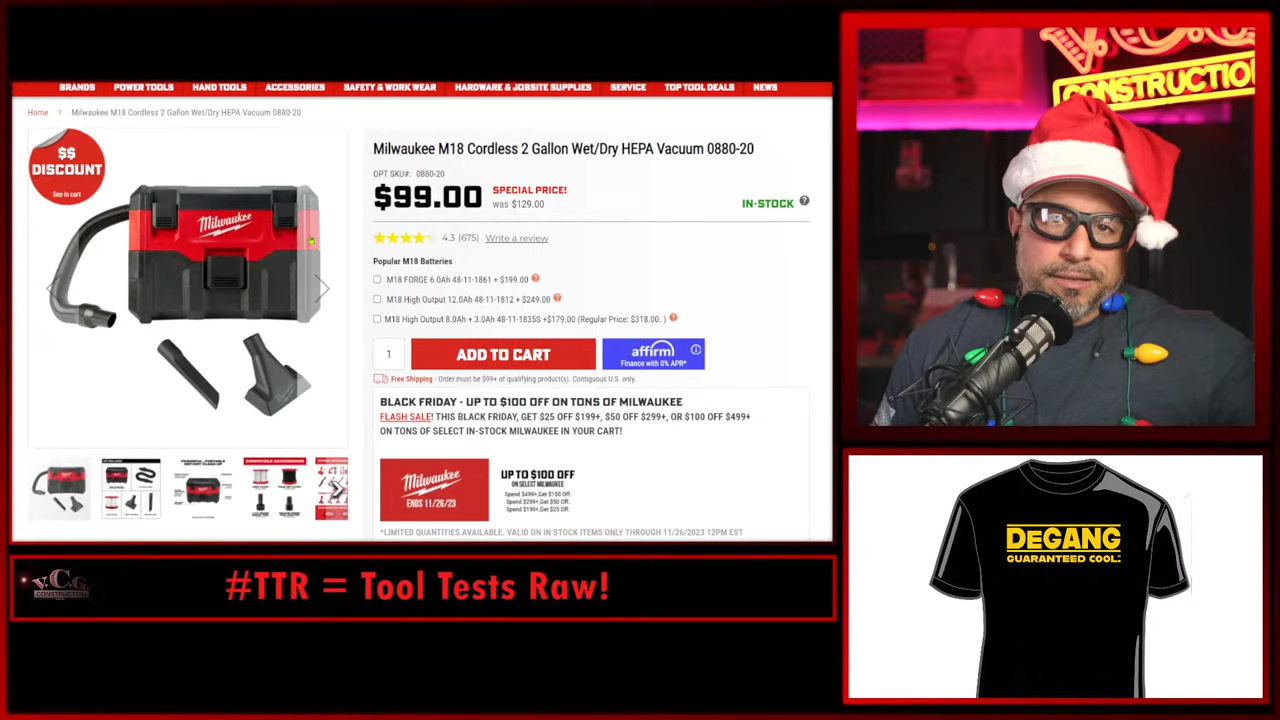 BRANDS POWER TOOLS HAND TOOLS ACCESSORIES SAFETY & WORK WEAR HARDWARE & JOBSITE SUPPLIES SERVICE TOP TOOL DEALS NEWS
Home > Milwaukee M18 Cordless 2 Gallon Wet/Dry HEPA Vacuum 0880-20
$$
DISCOUNT
See in cart
Milwaukee
Milwaukee M18 Cordless 2 Gallon Wet/Dry HEPA Vacuum 0880-20
OPT SKU#: 0880-20
$99.00
SPECIAL PRICE!
was $129.00
IN-STOCK
4.3 (675) Write a review
Popular M18 Batteries
M18 FORGE 6.0Ah 48-11-1861 + $199.00
M18 High Output 12.0Ah 48-11-1812 + $249.00
M18 High Output 8.0Ah + 3.0Ah 48-11-1835S +$179.00 (Regular Price: $318.00. )
1
ADD TO CART
affirm
Finance with 0% APR*
Free Shipping - Order must be $99+ of qualifying product(s). Contiguous U.S. only.
BLACK FRIDAY - UP TO $100 OFF ON TONS OF MILWAUKEE
FLASH SALE! THIS BLACK FRIDAY, GET $25 OFF $199+, $50 OFF $299+, OR $100 OFF $499+
ON TONS OF SELECT IN-STOCK MILWAUKEE IN YOUR CART!
Milwaukee
ENDS 11/26/23
UP TO $100 OFF
ON SELECT MILWAUKEE
Spend $499+,Get $100 Off.
Spend $299+,Get $50 Off.
Spend $199+,Get $25 Off.
*LIMITED QUANTITIES AVAILABLE. VALID ON IN STOCK ITEMS ONLY THROUGH 11/26/2023 12PM EST
V.C.G.
CONSTRUCTION
#TTR = Tool Tests Raw!
V.C.G.
CONSTRUCTIO
DEGANG
GUARANTEED COOL.